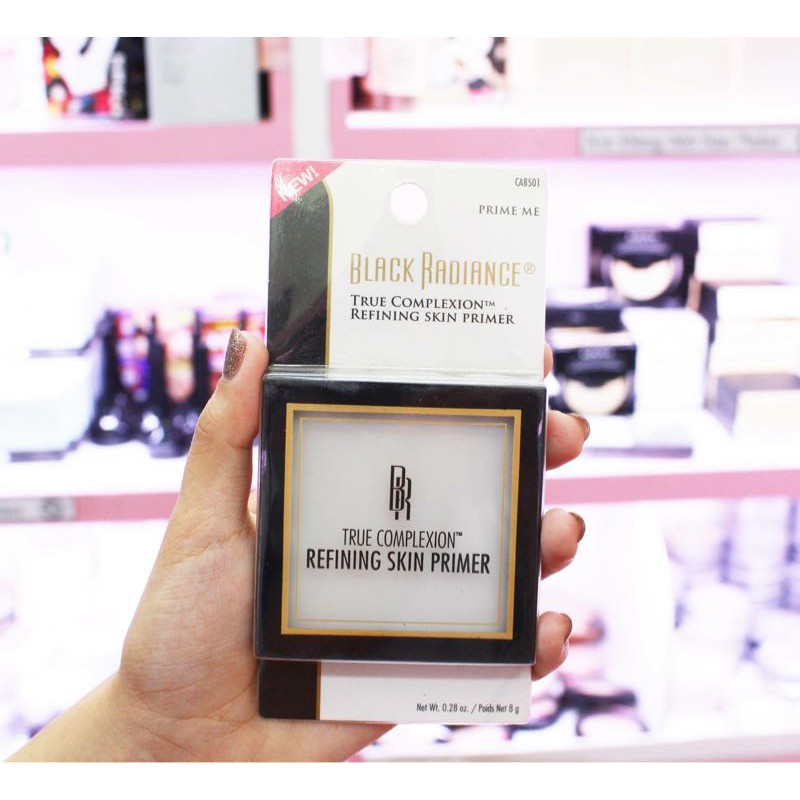 NEW!
CA8501
PRIME ME
BLACK RADIANCE®
TRUE COMPLEXION™
REFINING SKIN PRIMER
BR
TRUE COMPLEXION™
REFINING SKIN PRIMER
Net Wt. 0.28 oz. / Poids Net 8 g